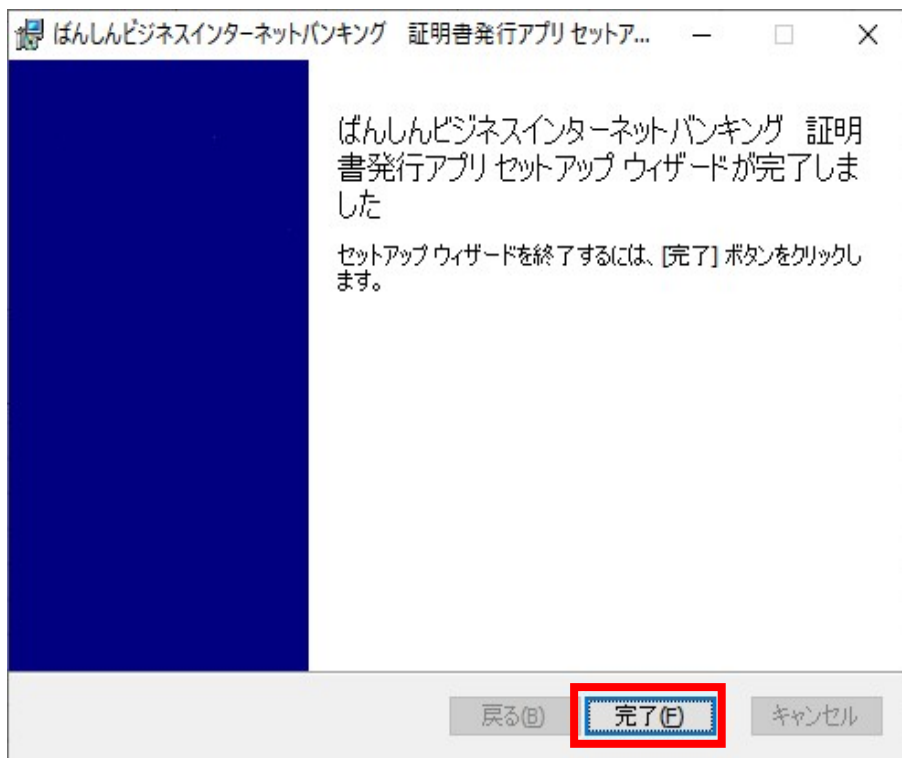 ばんしんビジネスインターネットバンキング　証明書発行アプリ セットア...
ばんしんビジネスインターネットバンキング　証明
書発行アプリ セットアップ ウィザードが完了しま
した
セットアップ ウィザードを終了するには、[完了] ボタンをクリックし
ます。
戻る(B) 完了(F) キャンセル